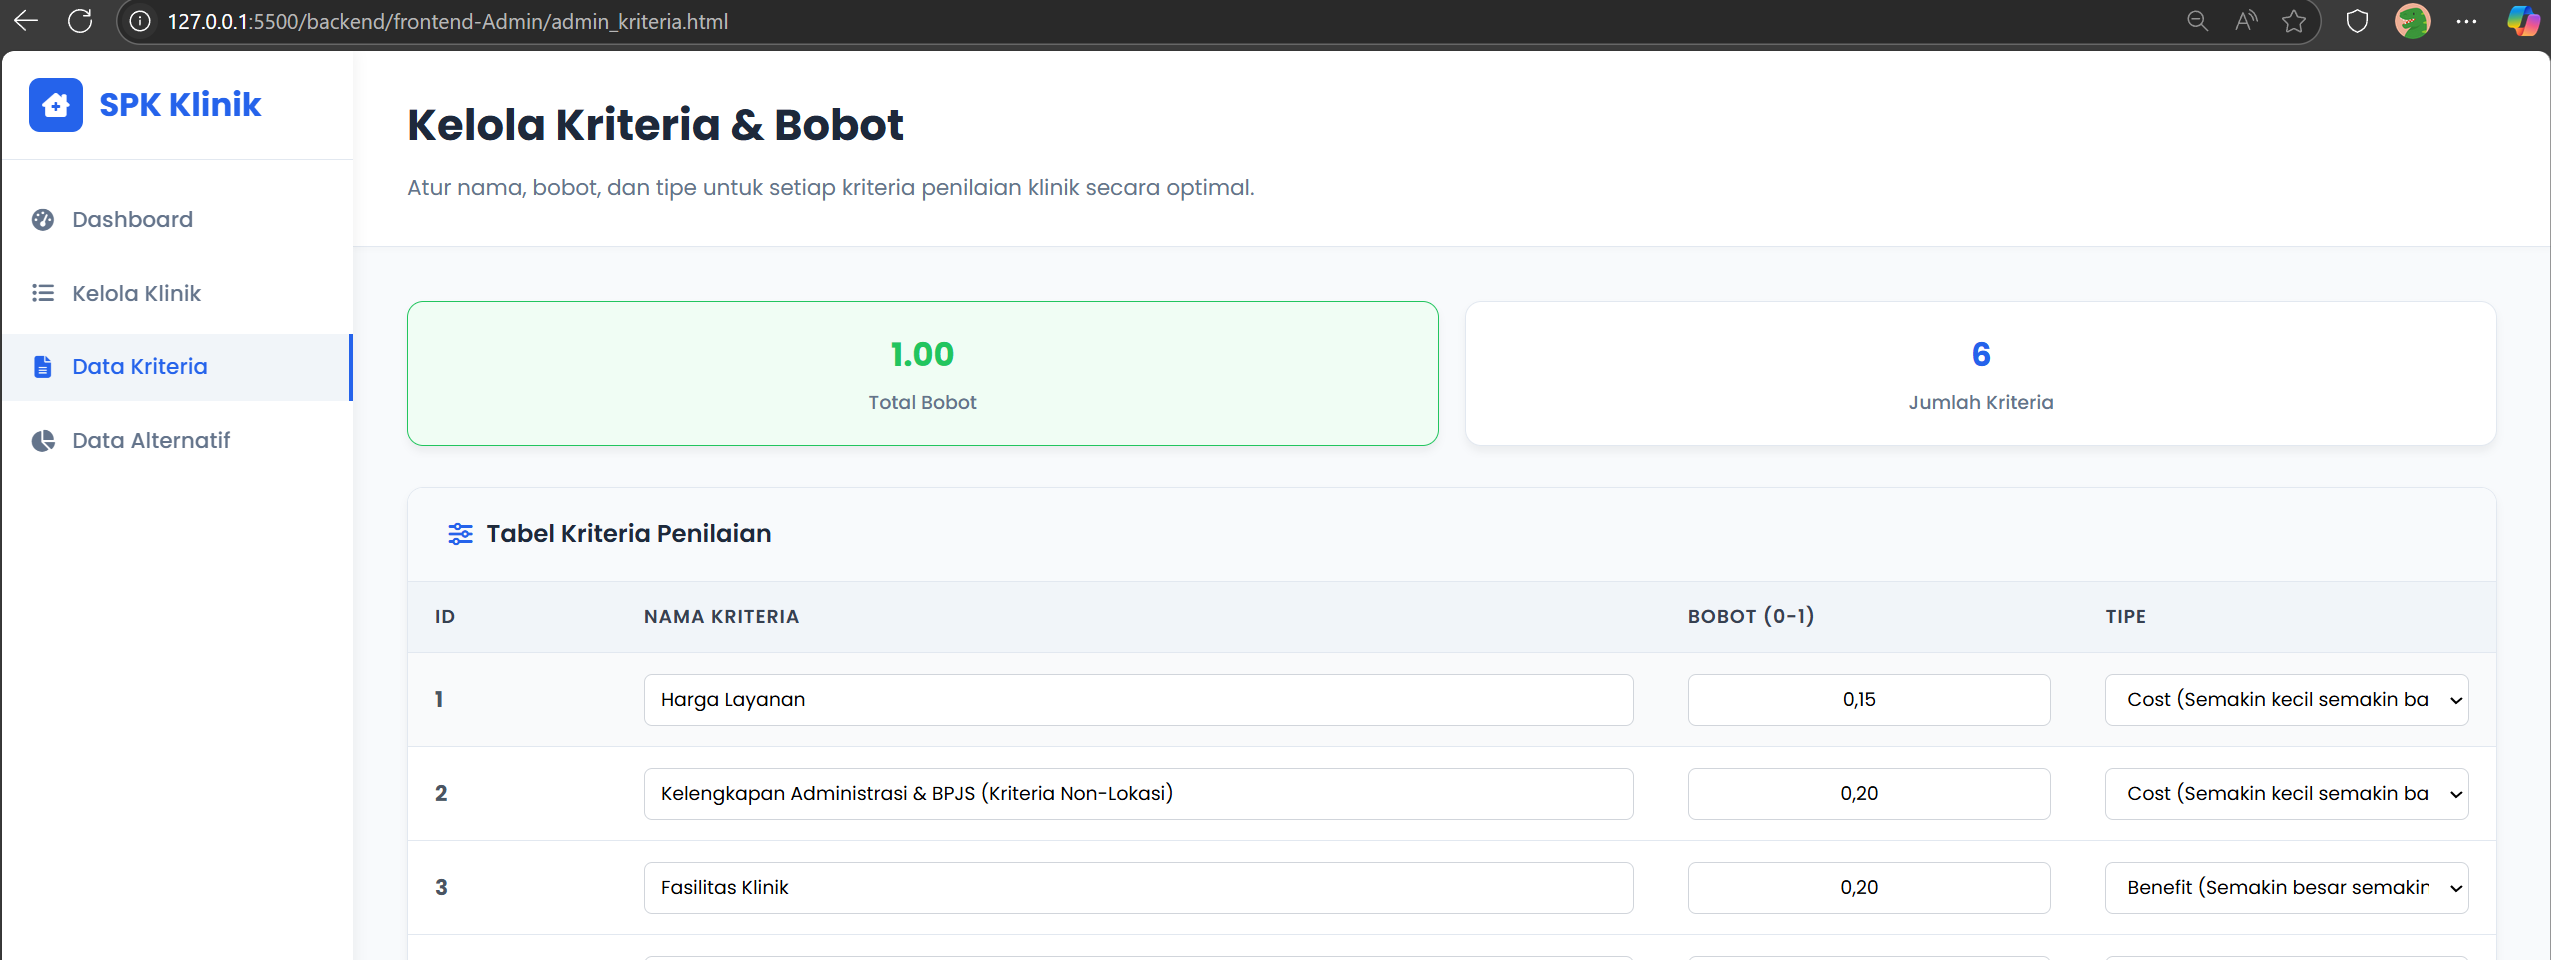 127.0.0.1:5500/backend/frontend-Admin/admin_kriteria.html
SPK Klinik
Dashboard
Kelola Klinik
Data Kriteria
Data Alternatif
Kelola Kriteria & Bobot
Atur nama, bobot, dan tipe untuk setiap kriteria penilaian klinik secara optimal.
1.00
Total Bobot
6
Jumlah Kriteria
Tabel Kriteria Penilaian
ID NAMA KRITERIA BOBOT (0-1) TIPE
1 Harga Layanan 0,15 Cost (Semakin kecil semakin ba
2 Kelengkapan Administrasi & BPJS (Kriteria Non-Lokasi) 0,20 Cost (Semakin kecil semakin ba
3 Fasilitas Klinik 0,20 Benefit (Semakin besar semakin